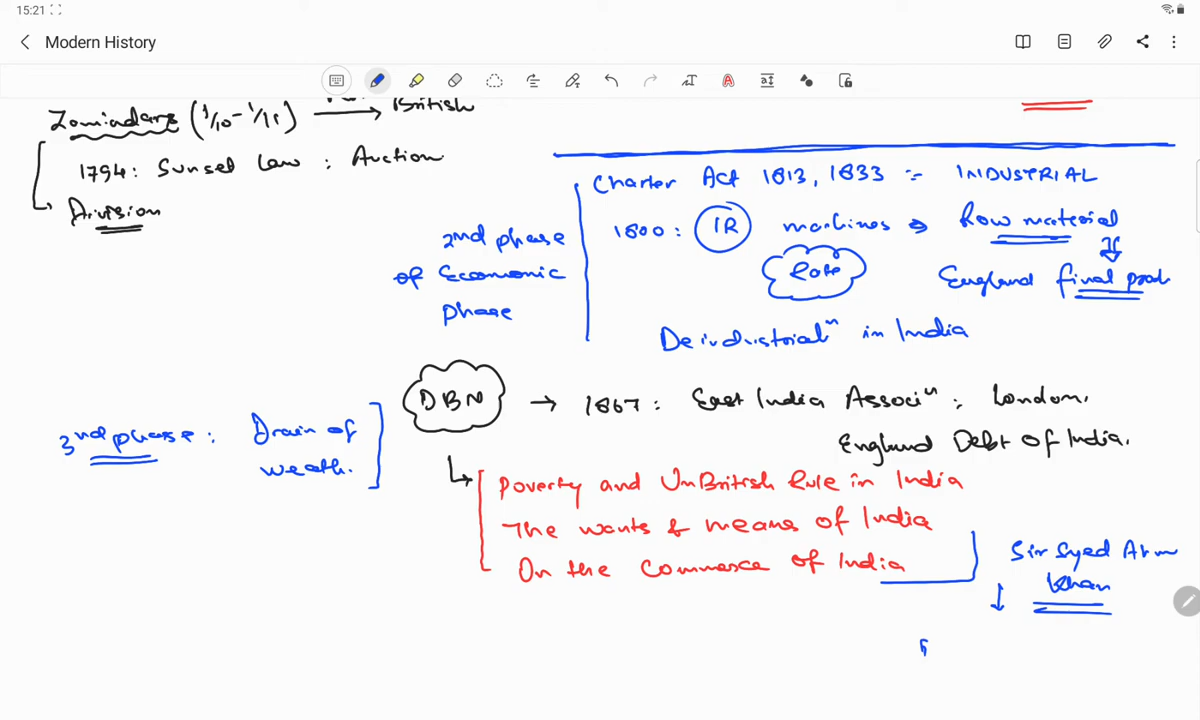 15:21
Modern History
Zamindars (1/10 - 1/11) → British
1794: Sunset Law : Auction
Division
Charter Act 1813, 1833 :- INDUSTRIAL
1800: IR machines → Raw material
2nd phase
of Economic
phase
England final prod
Deindustrialⁿ in India
DBN → 1867: East India Associⁿ: London.
England Debt Of India.
3rd phase: Drain of
wealth.
Poverty and UnBritish Rule in India
The wants & means of India
On the Commerce of India
Sir Syed Ahm
Khan